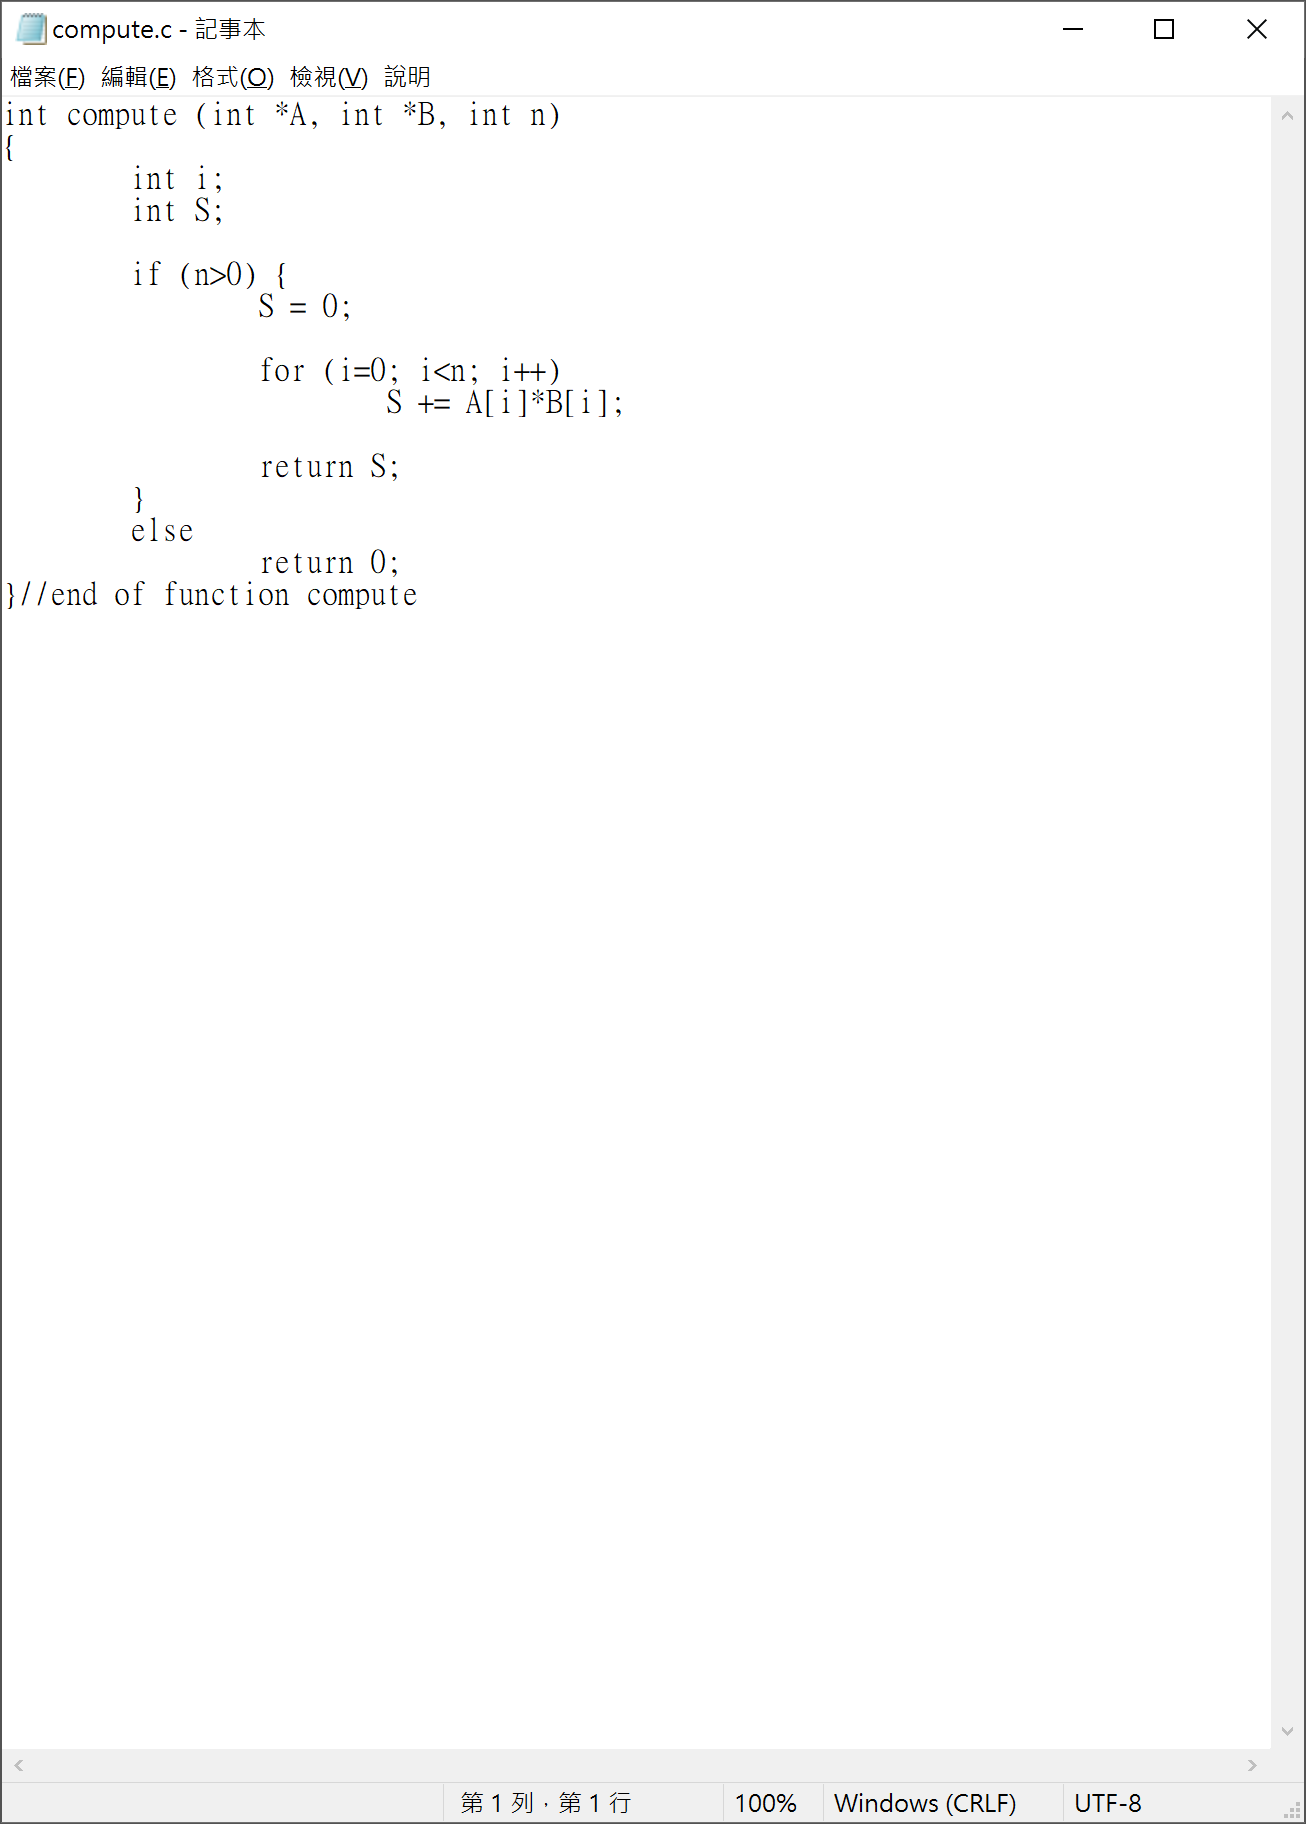 compute.c - 記事本
檔案(F) 編輯(E) 格式(O) 檢視(V) 說明
int compute (int *A, int *B, int n)
{
        int i;
        int S;

        if (n>0) {
                S = 0;

                for (i=0; i<n; i++)
                        S += A[i]*B[i];

                return S;
        }
        else
                return 0;
}//end of function compute
第 1 列，第 1 行 100% Windows (CRLF) UTF-8